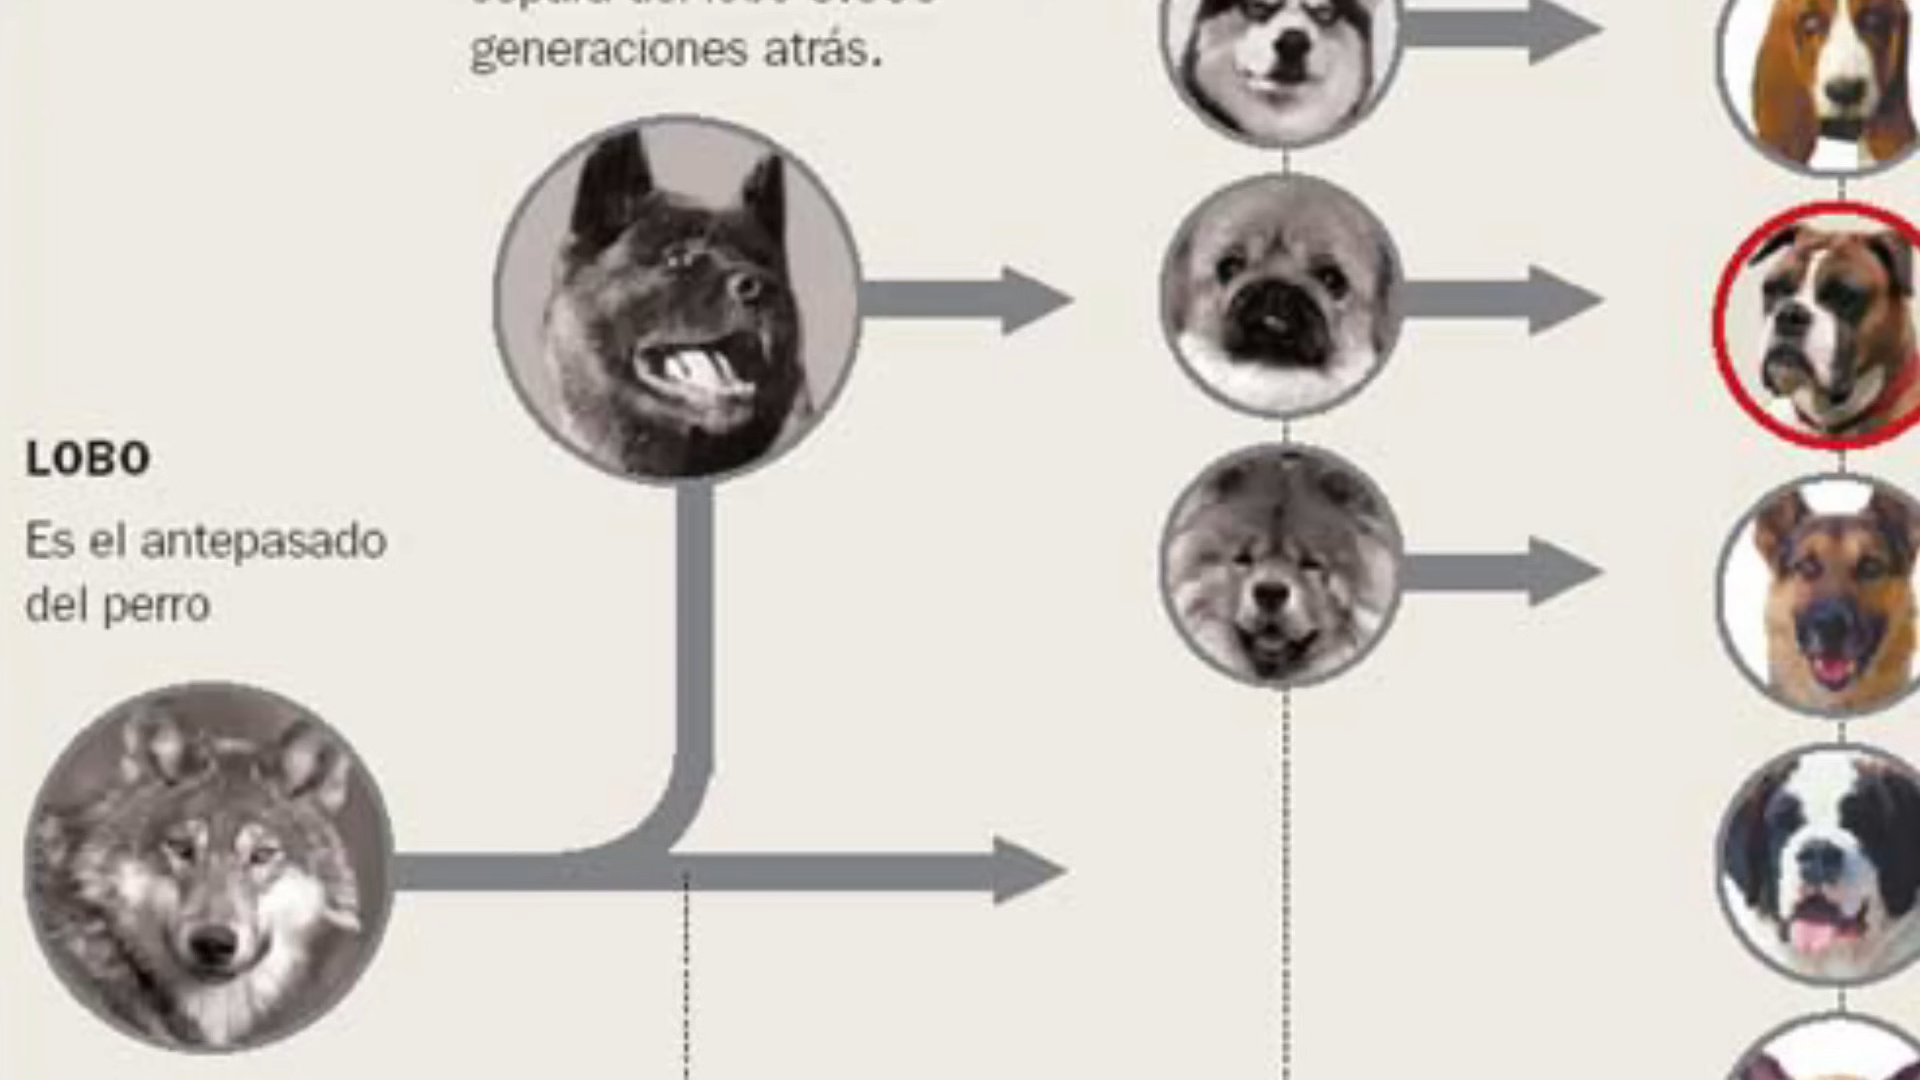 generaciones atrás.
LOBO
Es el antepasado
del perro